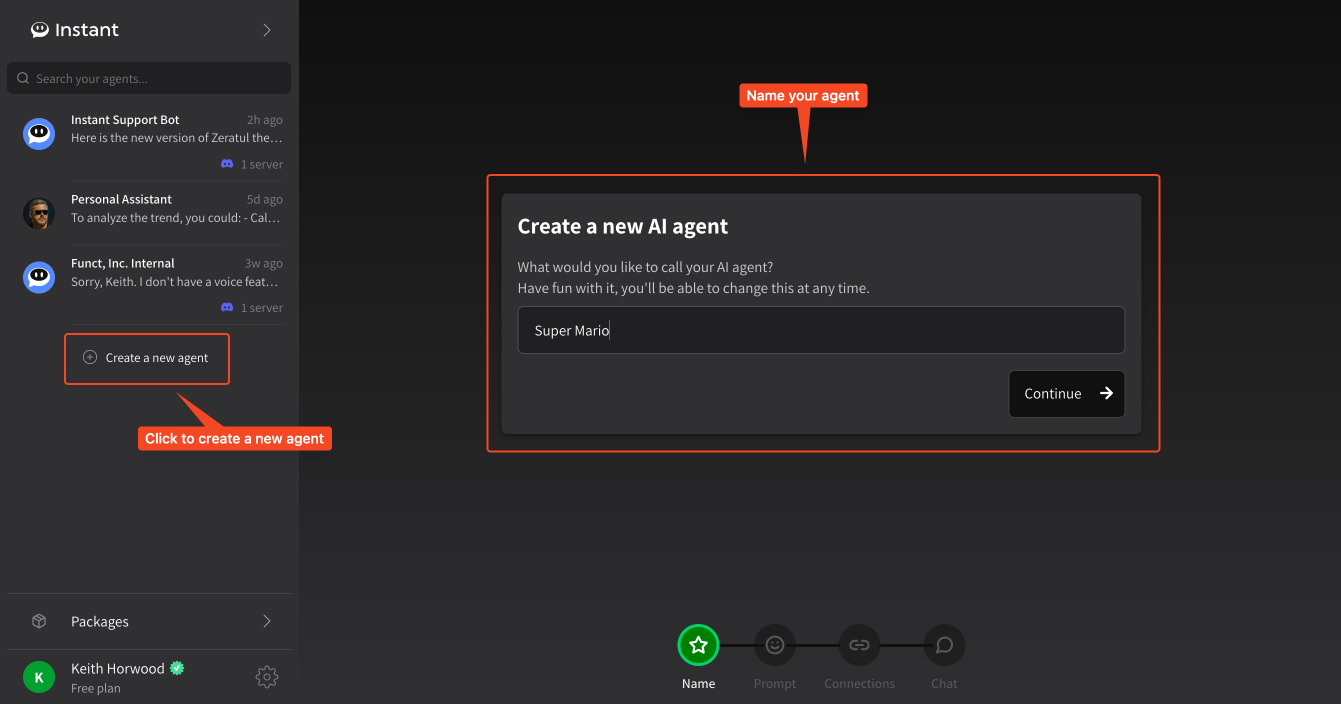 Instant
Search your agents...
Instant Support Bot 2h ago
Here is the new version of Zeratul the…
1 server
Personal Assistant 5d ago
To analyze the trend, you could: - Cal…
Funct, Inc. Internal 3w ago
Sorry, Keith. I don't have a voice feat…
1 server
Create a new agent
Click to create a new agent
Packages
K
Keith Horwood
Free plan
Name your agent
Create a new AI agent
What would you like to call your AI agent?
Have fun with it, you'll be able to change this at any time.
Super Mario
Continue
Name Prompt Connections Chat